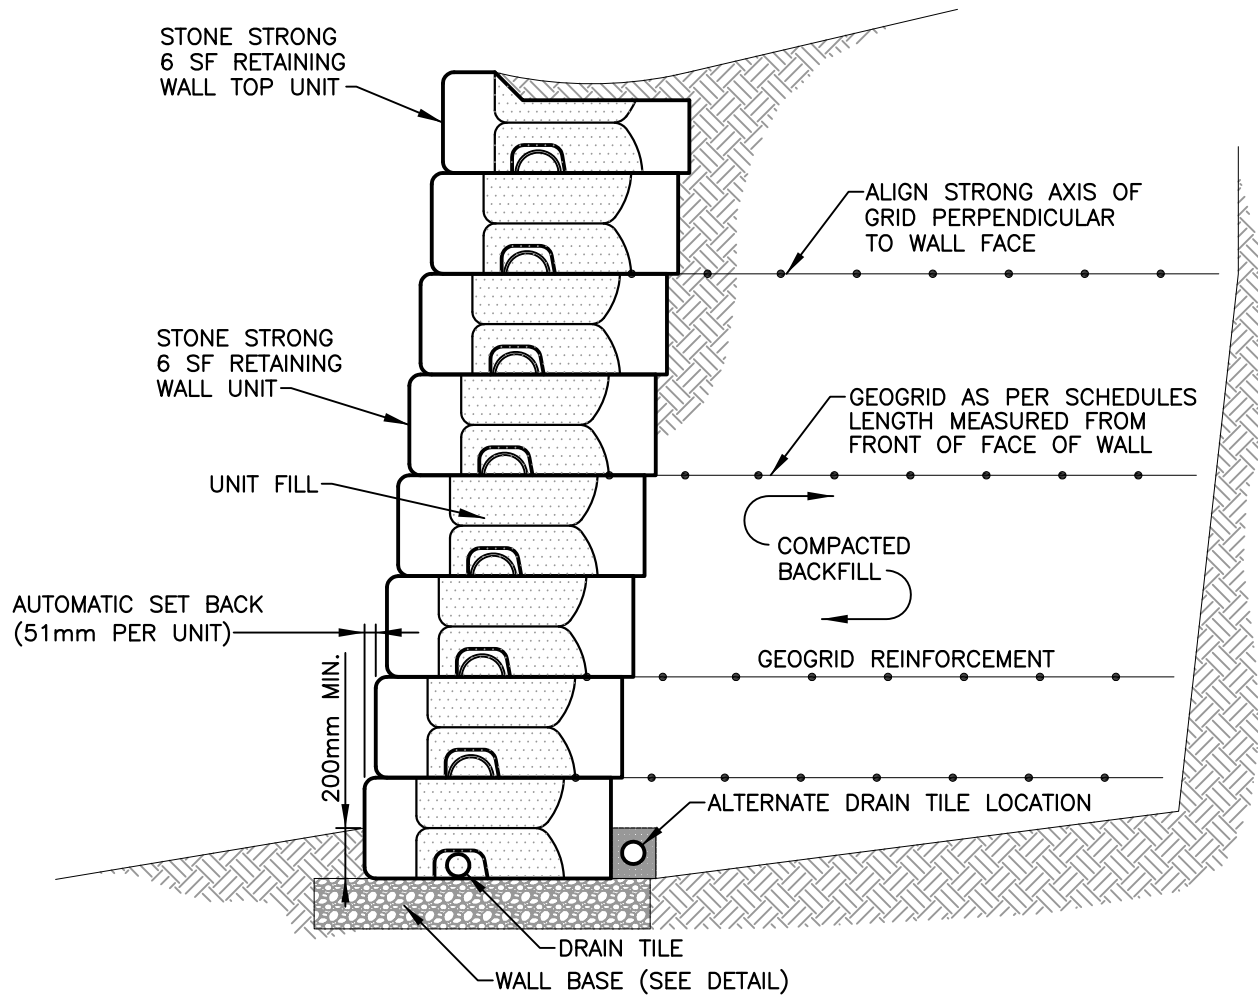 STONE STRONG
6 SF RETAINING
WALL TOP UNIT
ALIGN STRONG AXIS OF
GRID PERPENDICULAR
TO WALL FACE
STONE STRONG
6 SF RETAINING
WALL UNIT
GEOGRID AS PER SCHEDULES
LENGTH MEASURED FROM
FRONT OF FACE OF WALL
UNIT FILL
COMPACTED
BACKFILL
AUTOMATIC SET BACK
(51mm PER UNIT)
GEOGRID REINFORCEMENT
200mm MIN.
ALTERNATE DRAIN TILE LOCATION
DRAIN TILE
WALL BASE (SEE DETAIL)